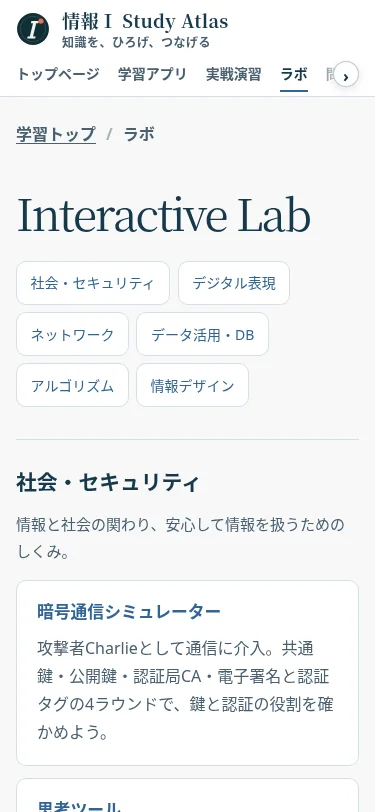 情報 I Study Atlas
知識を、ひろげ、つなげる
トップページ 学習アプリ 実戦演習 ラボ
学習トップ / ラボ
Interactive Lab
社会・セキュリティ デジタル表現
ネットワーク データ活用・DB
アルゴリズム 情報デザイン
社会・セキュリティ
情報と社会の関わり、安心して情報を扱うための
しくみ。
暗号通信シミュレーター
攻撃者Charlieとして通信に介入。共通
鍵・公開鍵・認証局CA・電子署名と認証
タグの4ラウンドで、鍵と認証の役割を確
かめよう。
思考ツール